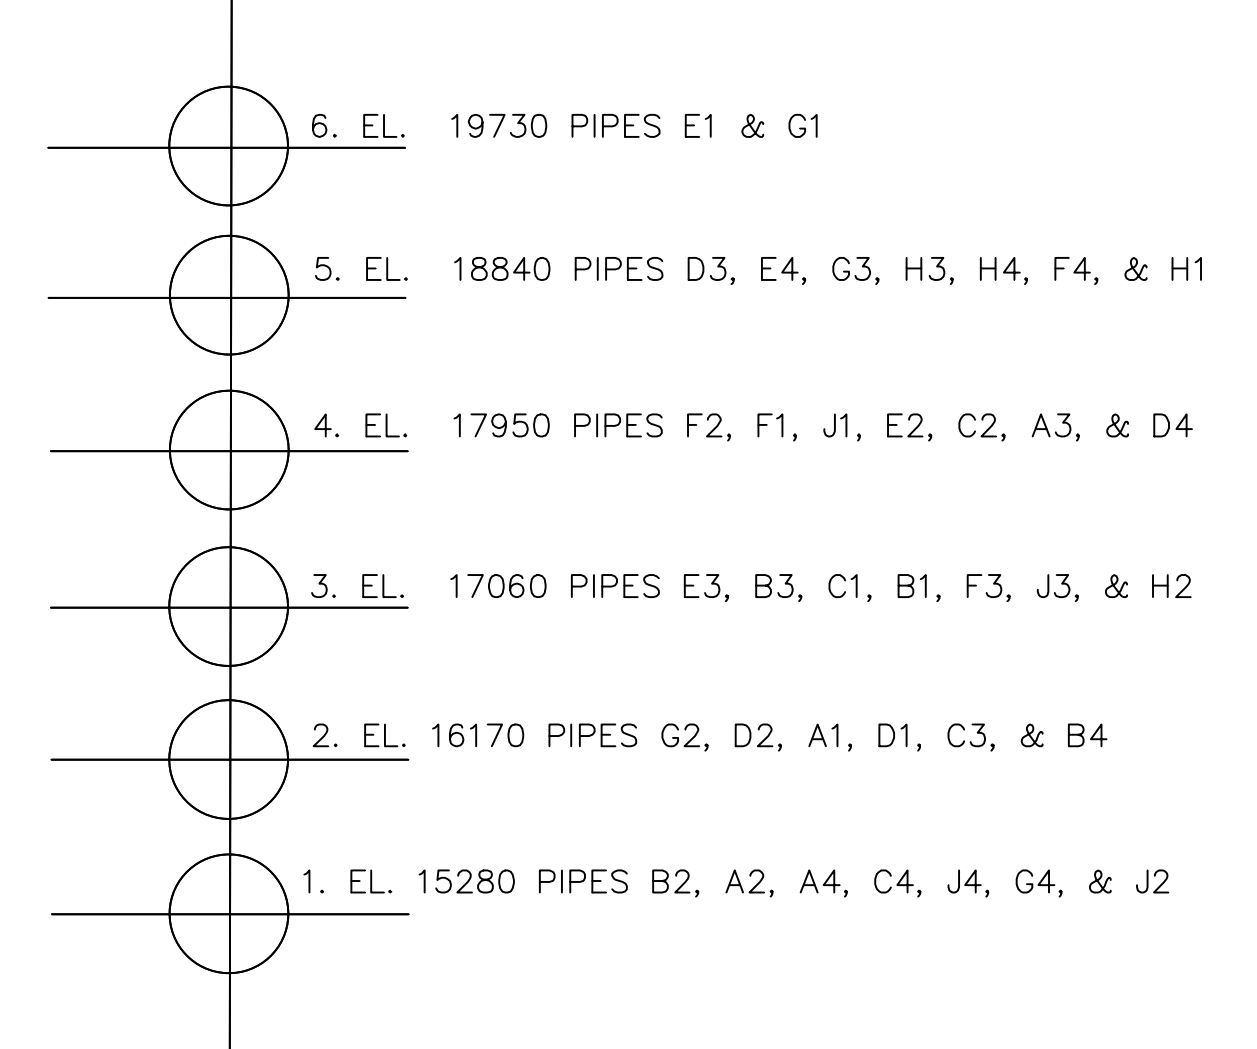 6. EL. 19730 PIPES E1 & G1
5. EL. 18840 PIPES D3, E4, G3, H3, H4, F4, & H1
4. EL. 17950 PIPES F2, F1, J1, E2, C2, A3, & D4
3. EL. 17060 PIPES E3, B3, C1, B1, F3, J3, & H2
2. EL. 16170 PIPES G2, D2, A1, D1, C3, & B4
1. EL. 15280 PIPES B2, A2, A4, C4, J4, G4, & J2